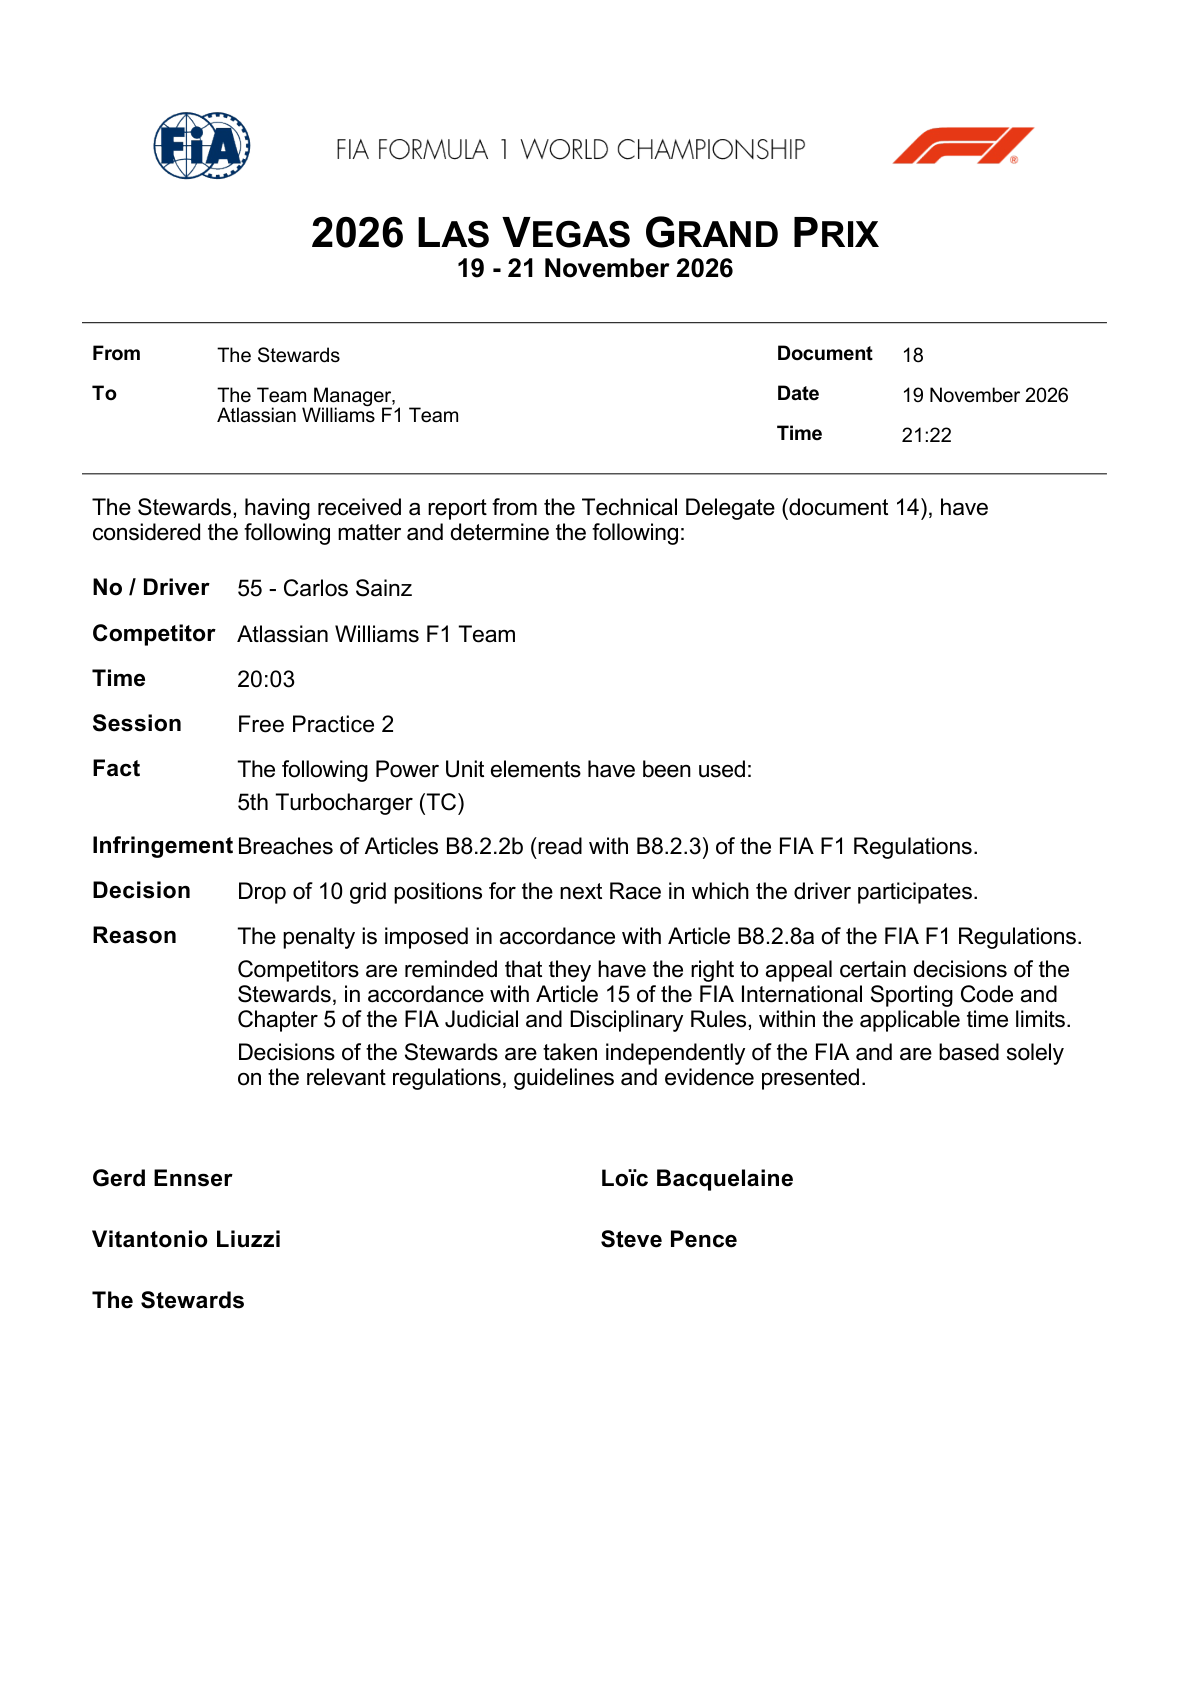 FIA
FIA FORMULA 1 WORLD CHAMPIONSHIP
F1®
2026 LAS VEGAS GRAND PRIX
19 - 21 November 2026
From The Stewards Document 18
To The Team Manager, Date 19 November 2026
Atlassian Williams F1 Team
Time 21:22
The Stewards, having received a report from the Technical Delegate (document 14), have
considered the following matter and determine the following:
No / Driver 55 - Carlos Sainz
Competitor Atlassian Williams F1 Team
Time 20:03
Session Free Practice 2
Fact The following Power Unit elements have been used:
5th Turbocharger (TC)
Infringement Breaches of Articles B8.2.2b (read with B8.2.3) of the FIA F1 Regulations.
Decision Drop of 10 grid positions for the next Race in which the driver participates.
Reason The penalty is imposed in accordance with Article B8.2.8a of the FIA F1 Regulations.
Competitors are reminded that they have the right to appeal certain decisions of the
Stewards, in accordance with Article 15 of the FIA International Sporting Code and
Chapter 5 of the FIA Judicial and Disciplinary Rules, within the applicable time limits.
Decisions of the Stewards are taken independently of the FIA and are based solely
on the relevant regulations, guidelines and evidence presented.
Gerd Ennser Loïc Bacquelaine
Vitantonio Liuzzi Steve Pence
The Stewards